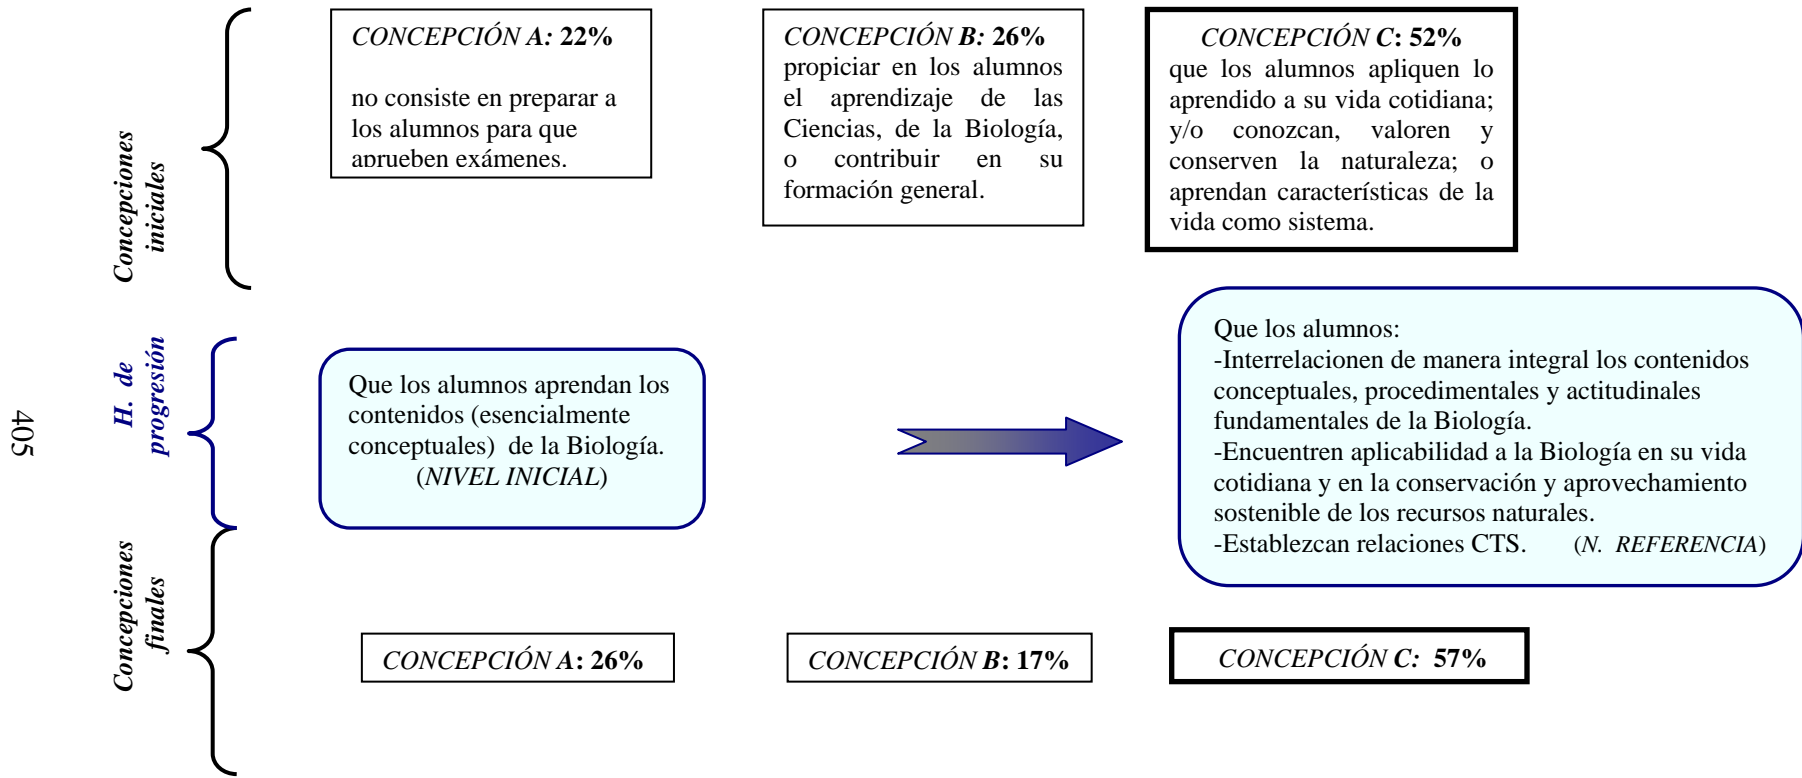 Concepciones
iniciales
CONCEPCIÓN A: 22%
no consiste en preparar a
los alumnos para que
aprueben exámenes.
CONCEPCIÓN B: 26%
propiciar en los alumnos
el aprendizaje de las
Ciencias, de la Biología,
o contribuir en su
formación general.
CONCEPCIÓN C: 52%
que los alumnos apliquen lo
aprendido a su vida cotidiana;
y/o conozcan, valoren y
conserven la naturaleza; o
aprendan características de la
vida como sistema.
H. de
progresión
Que los alumnos aprendan los
contenidos (esencialmente
conceptuales) de la Biología.
(NIVEL INICIAL)
Que los alumnos:
-Interrelacionen de manera integral los contenidos
conceptuales, procedimentales y actitudinales
fundamentales de la Biología.
-Encuentren aplicabilidad a la Biología en su vida
cotidiana y en la conservación y aprovechamiento
sostenible de los recursos naturales.
-Establezcan relaciones CTS. (N. REFERENCIA)
Concepciones
finales
CONCEPCIÓN A: 26%
CONCEPCIÓN B: 17%
CONCEPCIÓN C: 57%
405